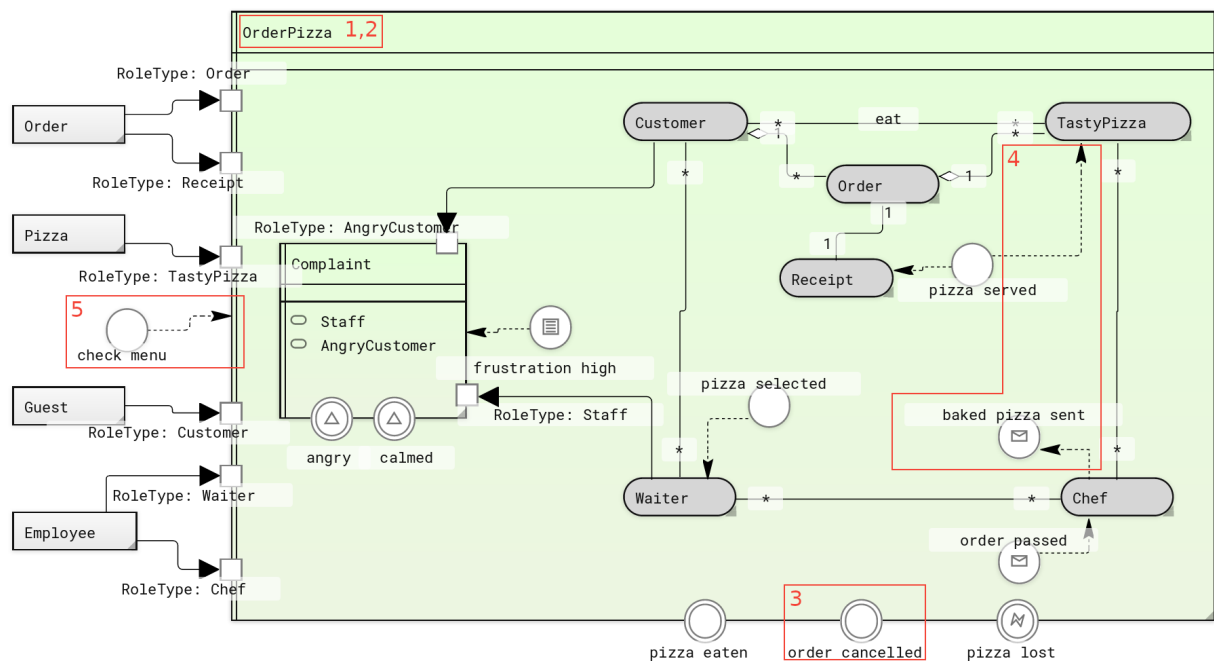 OrderPizza 1,2
RoleType: Order
Order
RoleType: Receipt
Pizza
RoleType: TastyPizza
5
check menu
Guest
RoleType: Customer
RoleType: Waiter
Employee
RoleType: Chef
RoleType: AngryCustomer
Complaint
Staff
AngryCustomer
angry
calmed
frustration high
RoleType: Staff
Customer
* eat *
TastyPizza
1
*
*
*
Order
1
1
1
Receipt
pizza served
4
*
*
pizza selected
baked pizza sent
*
*
Waiter
* *
Chef
order passed
3
pizza eaten
order cancelled
pizza lost